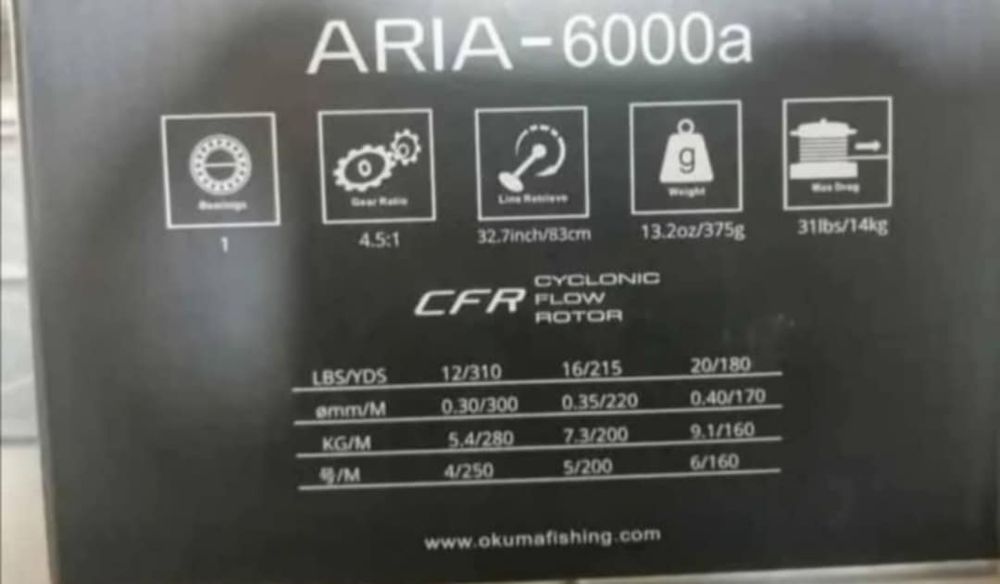 ARIA-6000a
g
Bearings Gear Ratio Line Retrieve Weight Max Drag
1 4.5:1 32.7inch/83cm 13.2oz/375g 31lbs/14kg
CFR CYCLONIC
FLOW
ROTOR
LBS/YDS 12/310 16/215 20/180
ømm/M 0.30/300 0.35/220 0.40/170
KG/M 5.4/280 7.3/200 9.1/160
号/M 4/250 5/200 6/160
www.okumafishing.com